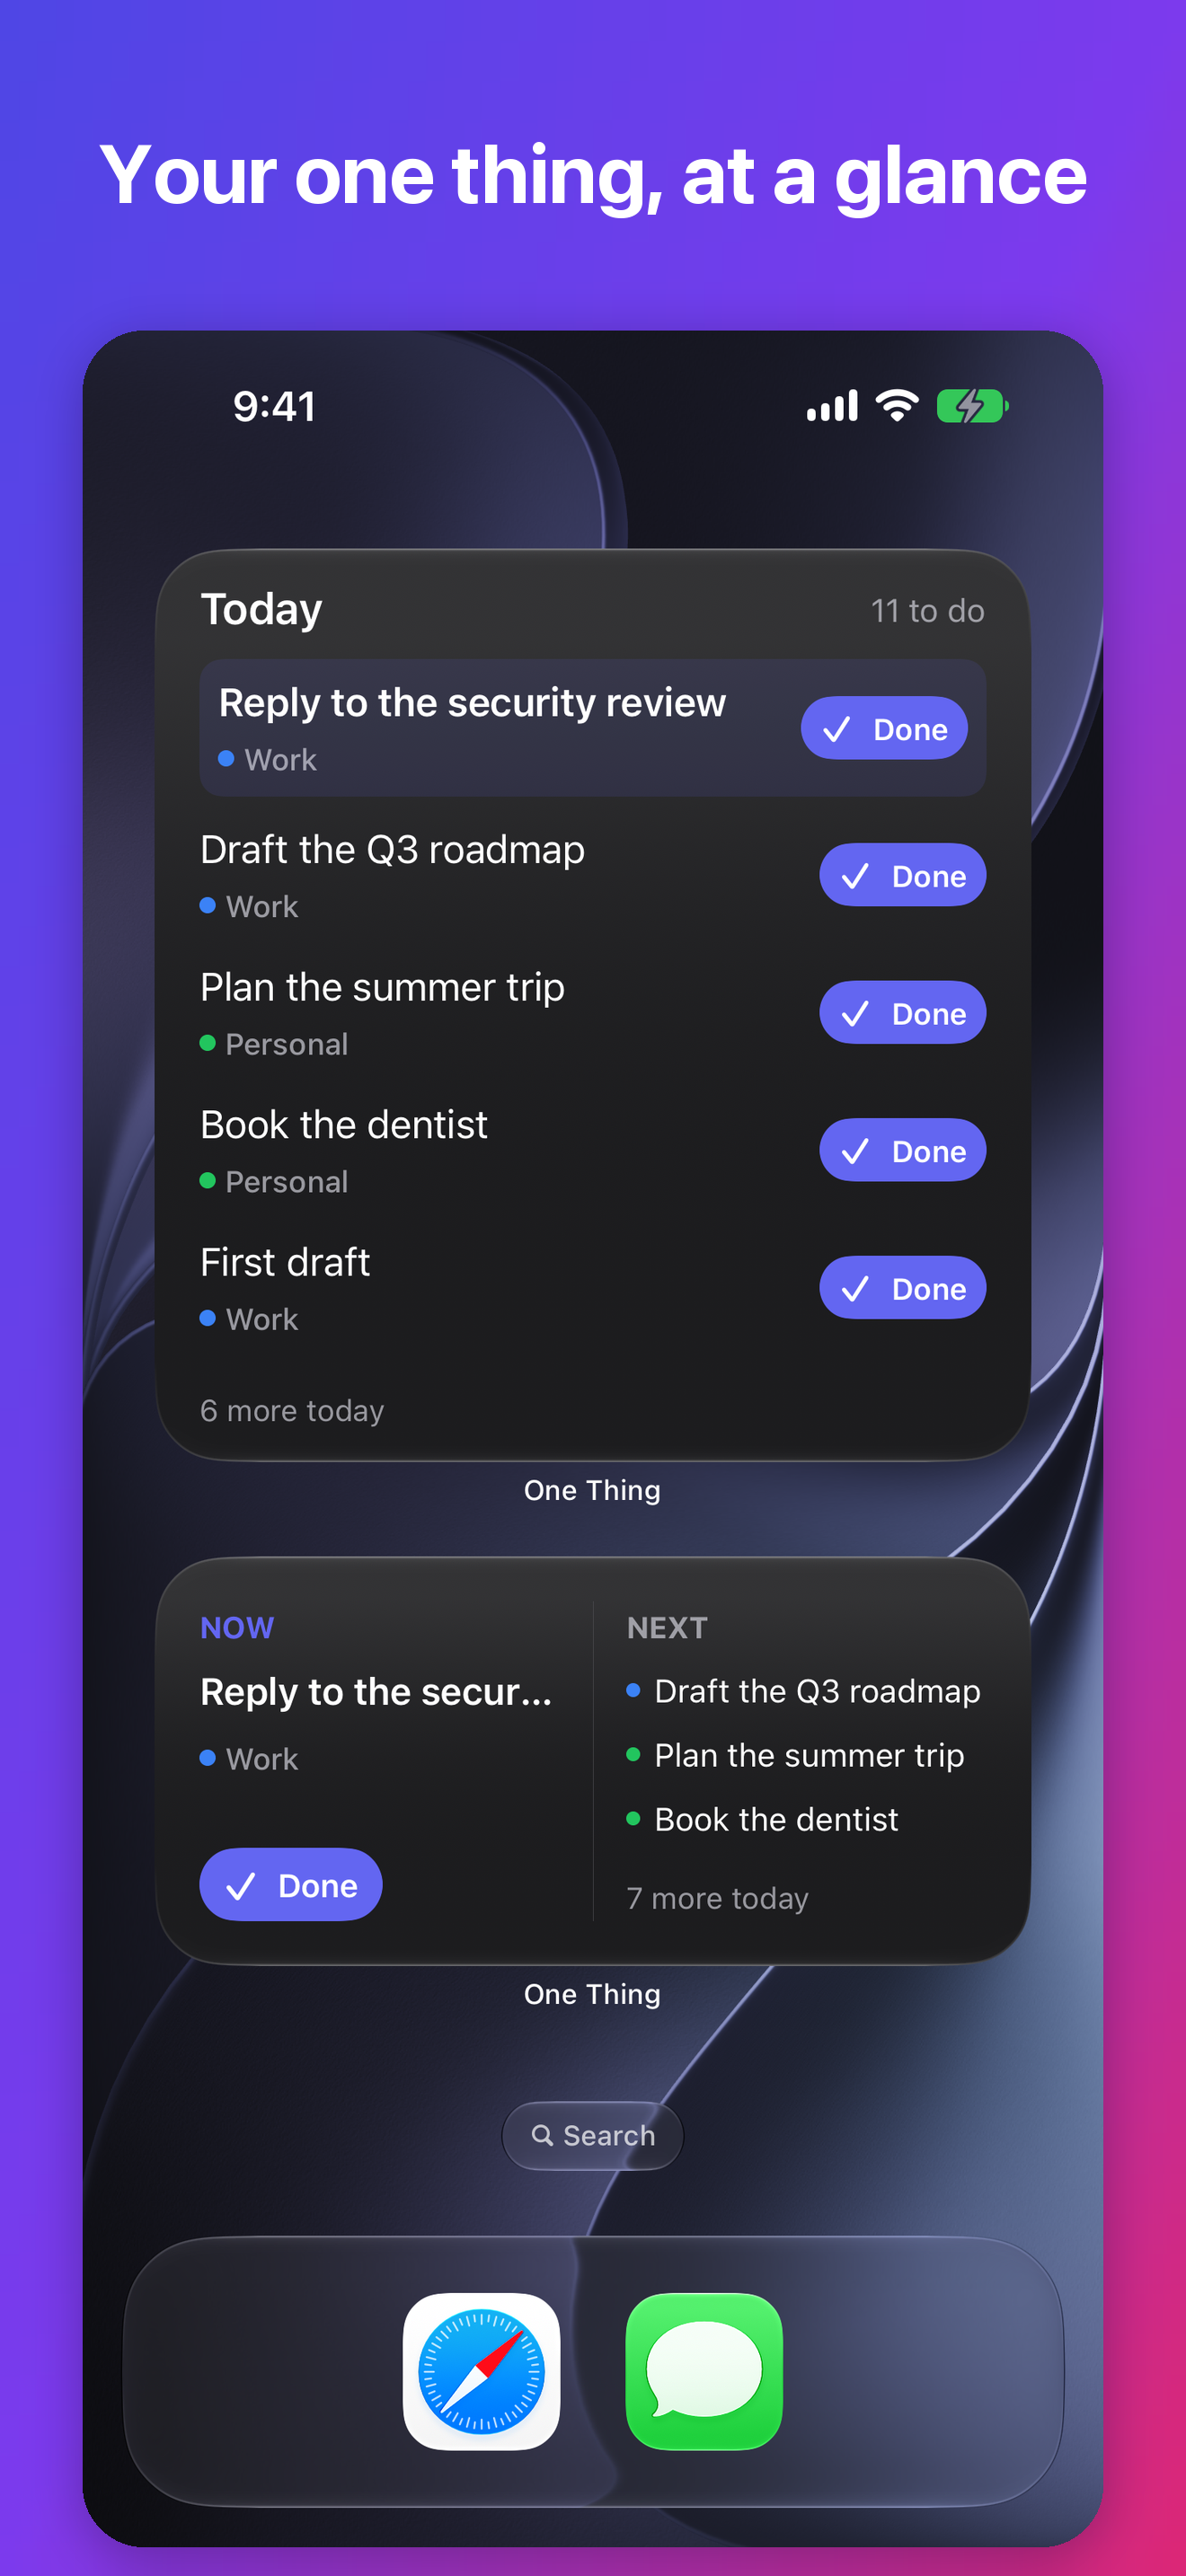 Your one thing, at a glance
9:41
Today
11 to do
Reply to the security review
Work
Done
Draft the Q3 roadmap
Work
Done
Plan the summer trip
Personal
Done
Book the dentist
Personal
Done
First draft
Work
Done
6 more today
One Thing
NOW
Reply to the secur...
Work
Done
NEXT
Draft the Q3 roadmap
Plan the summer trip
Book the dentist
7 more today
One Thing
Search